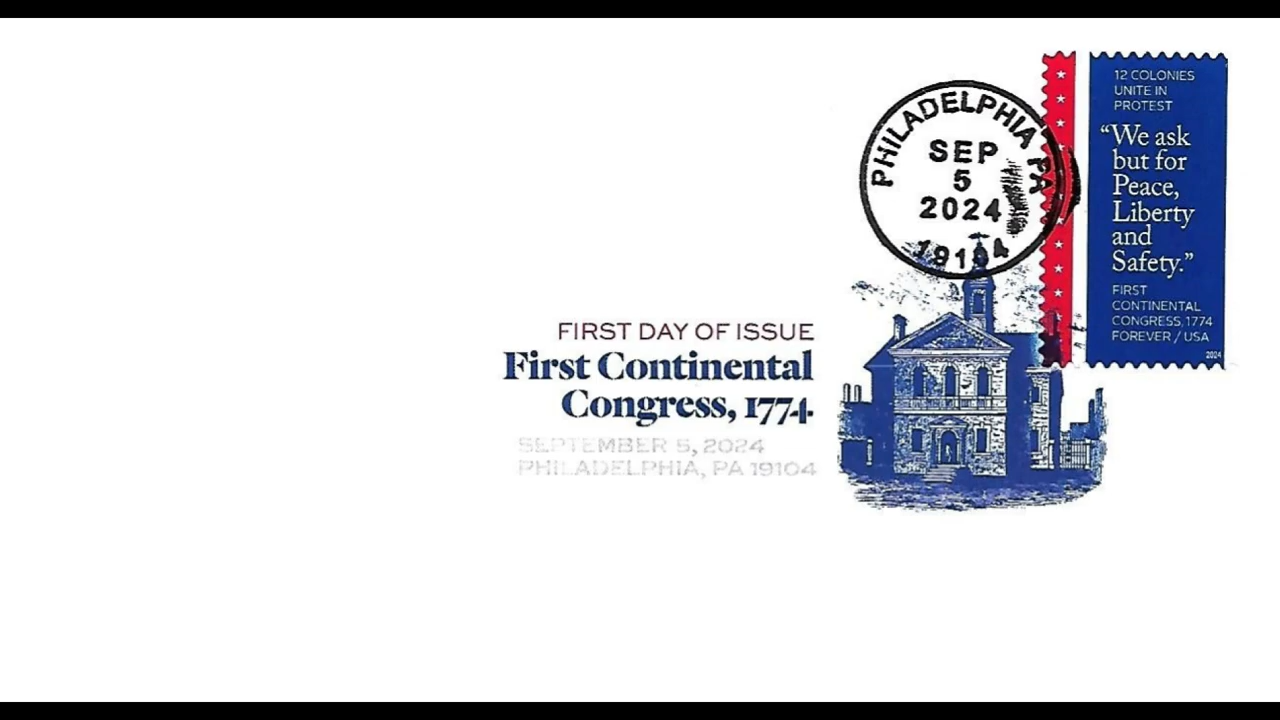 12 COLONIES
UNITE IN
PROTEST
“We ask
but for
Peace,
Liberty
and
Safety.”
FIRST
CONTINENTAL
CONGRESS, 1774
FOREVER / USA
2024
PHILADELPHIA PA
SEP
5
2024
19104
FIRST DAY OF ISSUE
First Continental
Congress, 1774
SEPTEMBER 5, 2024
PHILADELPHIA, PA 19104